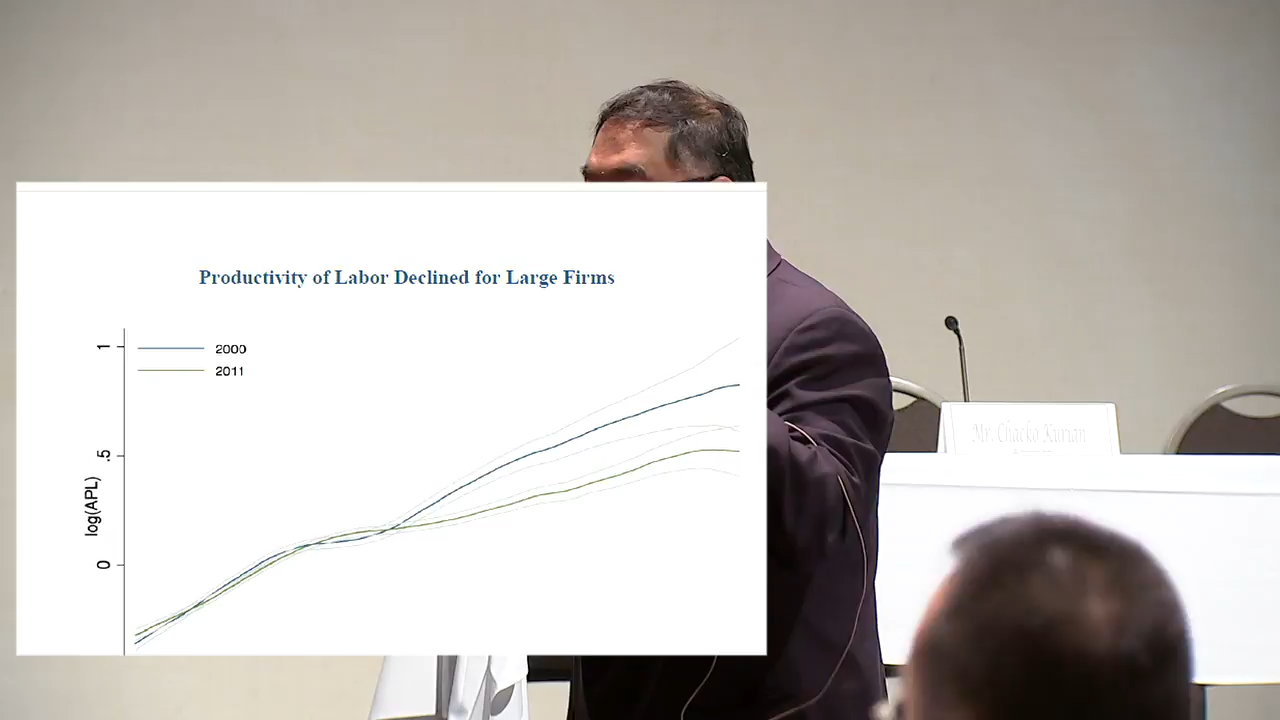 Productivity of Labor Declined for Large Firms
1
2000
2011
.5
log(APL)
0
Mr. Chacko Kurian